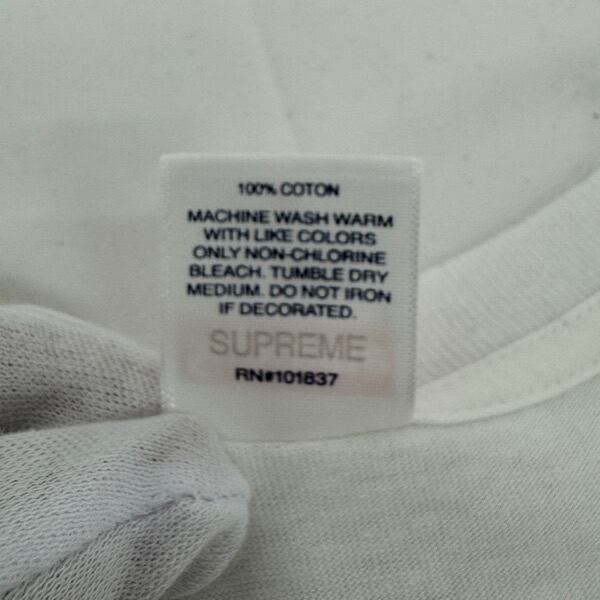 100% COTON
MACHINE WASH WARM
WITH LIKE COLORS
ONLY NON-CHLORINE
BLEACH. TUMBLE DRY
MEDIUM. DO NOT IRON
IF DECORATED.
SUPREME
RN#101837